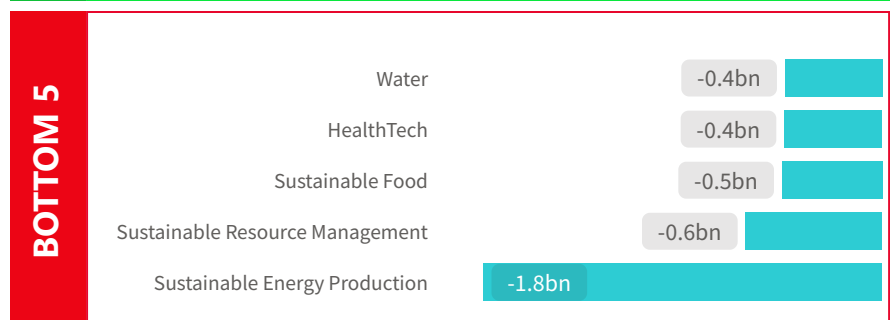 BOTTOM 5
Water -0.4bn
HealthTech -0.4bn
Sustainable Food -0.5bn
Sustainable Resource Management -0.6bn
Sustainable Energy Production -1.8bn